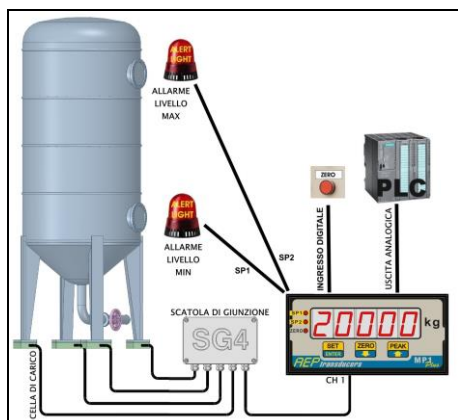 ALERT
LIGHT
ALLARME
LIVELLO
MAX
ALERT
LIGHT
ALLARME
LIVELLO
MIN
SP1
SP2
ZERO
INGRESSO DIGITALE
PLC
USCITA ANALOGICA
SCATOLA DI GIUNZIONE
SG4
CELLA DI CARICO
SP1
SP2
ZERO
20000 kg
SET
ENTER
ZERO
PEAK
AEP
transducers
MP1
Plus
CH 1